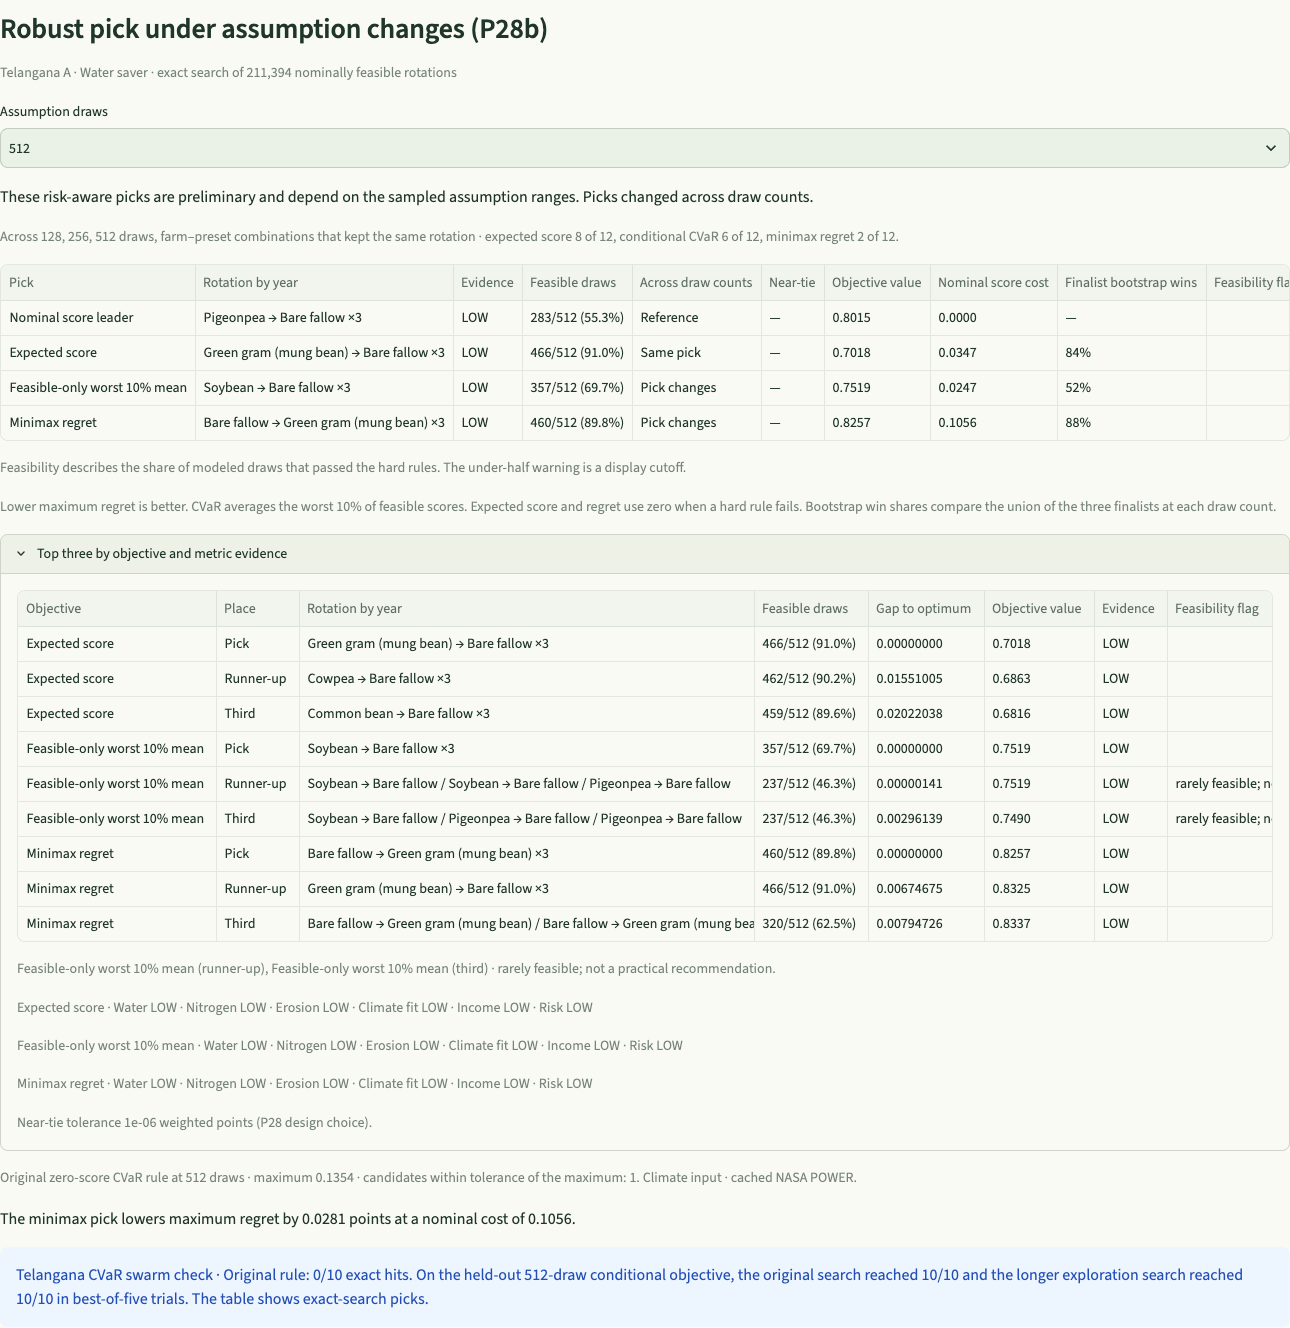 Robust pick under assumption changes (P28b)
Telangana A · Water saver · exact search of 211,394 nominally feasible rotations
Assumption draws
512
These risk-aware picks are preliminary and depend on the sampled assumption ranges. Picks changed across draw counts.
Across 128, 256, 512 draws, farm–preset combinations that kept the same rotation · expected score 8 of 12, conditional CVaR 6 of 12, minimax regret 2 of 12.
Pick Rotation by year Evidence Feasible draws Across draw counts Near-tie Objective value Nominal score cost Finalist bootstrap wins Feasibility fla
Nominal score leader Pigeonpea → Bare fallow ×3 LOW 283/512 (55.3%) Reference — 0.8015 0.0000 —
Expected score Green gram (mung bean) → Bare fallow ×3 LOW 466/512 (91.0%) Same pick — 0.7018 0.0347 84%
Feasible-only worst 10% mean Soybean → Bare fallow ×3 LOW 357/512 (69.7%) Pick changes — 0.7519 0.0247 52%
Minimax regret Bare fallow → Green gram (mung bean) ×3 LOW 460/512 (89.8%) Pick changes — 0.8257 0.1056 88%
Feasibility describes the share of modeled draws that passed the hard rules. The under-half warning is a display cutoff.
Lower maximum regret is better. CVaR averages the worst 10% of feasible scores. Expected score and regret use zero when a hard rule fails. Bootstrap win shares compare the union of the three finalists at each draw count.
Top three by objective and metric evidence
Objective Place Rotation by year Feasible draws Gap to optimum Objective value Evidence Feasibility flag
Expected score Pick Green gram (mung bean) → Bare fallow ×3 466/512 (91.0%) 0.00000000 0.7018 LOW
Expected score Runner-up Cowpea → Bare fallow ×3 462/512 (90.2%) 0.01551005 0.6863 LOW
Expected score Third Common bean → Bare fallow ×3 459/512 (89.6%) 0.02022038 0.6816 LOW
Feasible-only worst 10% mean Pick Soybean → Bare fallow ×3 357/512 (69.7%) 0.00000000 0.7519 LOW
Feasible-only worst 10% mean Runner-up Soybean → Bare fallow / Soybean → Bare fallow / Pigeonpea → Bare fallow 237/512 (46.3%) 0.00000141 0.7519 LOW rarely feasible; n
Feasible-only worst 10% mean Third Soybean → Bare fallow / Pigeonpea → Bare fallow / Pigeonpea → Bare fallow 237/512 (46.3%) 0.00296139 0.7490 LOW rarely feasible; n
Minimax regret Pick Bare fallow → Green gram (mung bean) ×3 460/512 (89.8%) 0.00000000 0.8257 LOW
Minimax regret Runner-up Green gram (mung bean) → Bare fallow ×3 466/512 (91.0%) 0.00674675 0.8325 LOW
Minimax regret Third Bare fallow → Green gram (mung bean) / Bare fallow → Green gram (mung bea 320/512 (62.5%) 0.00794726 0.8337 LOW
Feasible-only worst 10% mean (runner-up), Feasible-only worst 10% mean (third) · rarely feasible; not a practical recommendation.
Expected score · Water LOW · Nitrogen LOW · Erosion LOW · Climate fit LOW · Income LOW · Risk LOW
Feasible-only worst 10% mean · Water LOW · Nitrogen LOW · Erosion LOW · Climate fit LOW · Income LOW · Risk LOW
Minimax regret · Water LOW · Nitrogen LOW · Erosion LOW · Climate fit LOW · Income LOW · Risk LOW
Near-tie tolerance 1e-06 weighted points (P28 design choice).
Original zero-score CVaR rule at 512 draws · maximum 0.1354 · candidates within tolerance of the maximum: 1. Climate input · cached NASA POWER.
The minimax pick lowers maximum regret by 0.0281 points at a nominal cost of 0.1056.
Telangana CVaR swarm check · Original rule: 0/10 exact hits. On the held-out 512-draw conditional objective, the original search reached 10/10 and the longer exploration search reached
10/10 in best-of-five trials. The table shows exact-search picks.